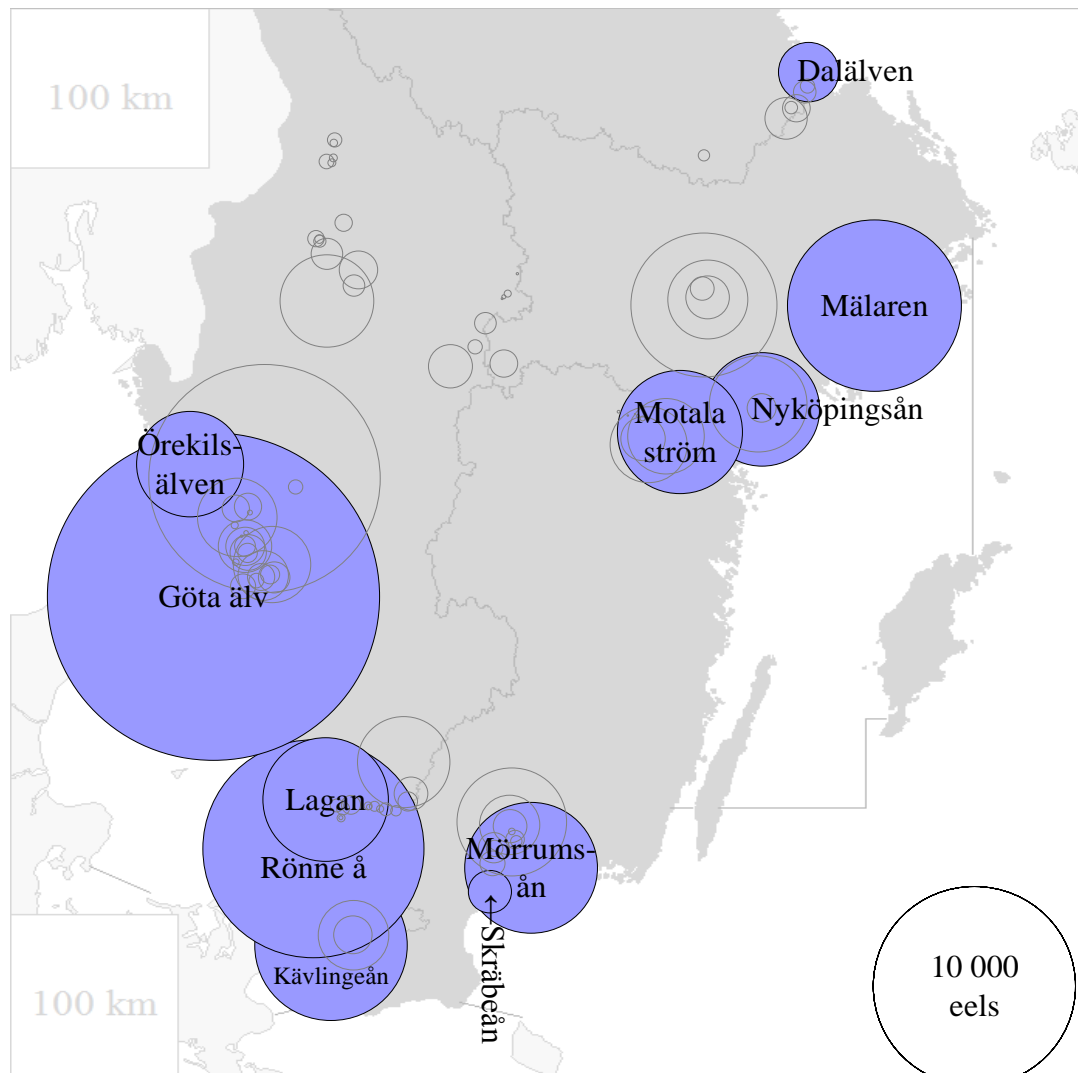 100 km
Dalälven
Mälaren
Nyköpingsån
Motala
ström
Örekils-
älven
Göta älv
Lagan
Rönne å
Mörrums-
ån
←Skräbeån
Kävlingeån
10 000
eels
100 km